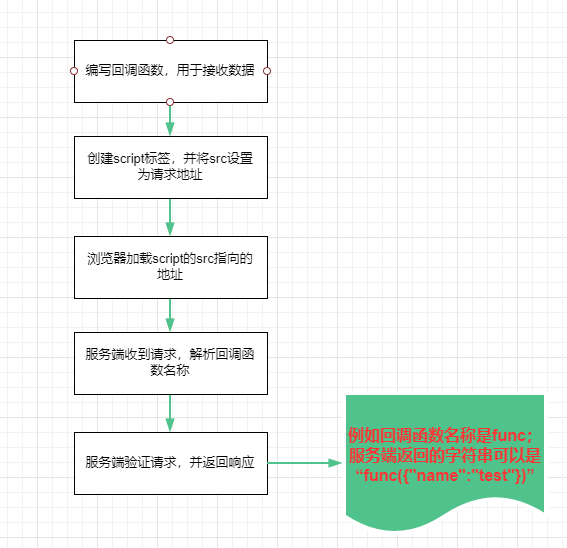 编写回调函数，用于接收数据
创建script标签，并将src设置
为请求地址
浏览器加载script的src指向的
地址
服务端收到请求，解析回调函
数名称
服务端验证请求，并返回响应
例如回调函数名称是func；
服务端返回的字符串可以是
“func({"name":"test"})”